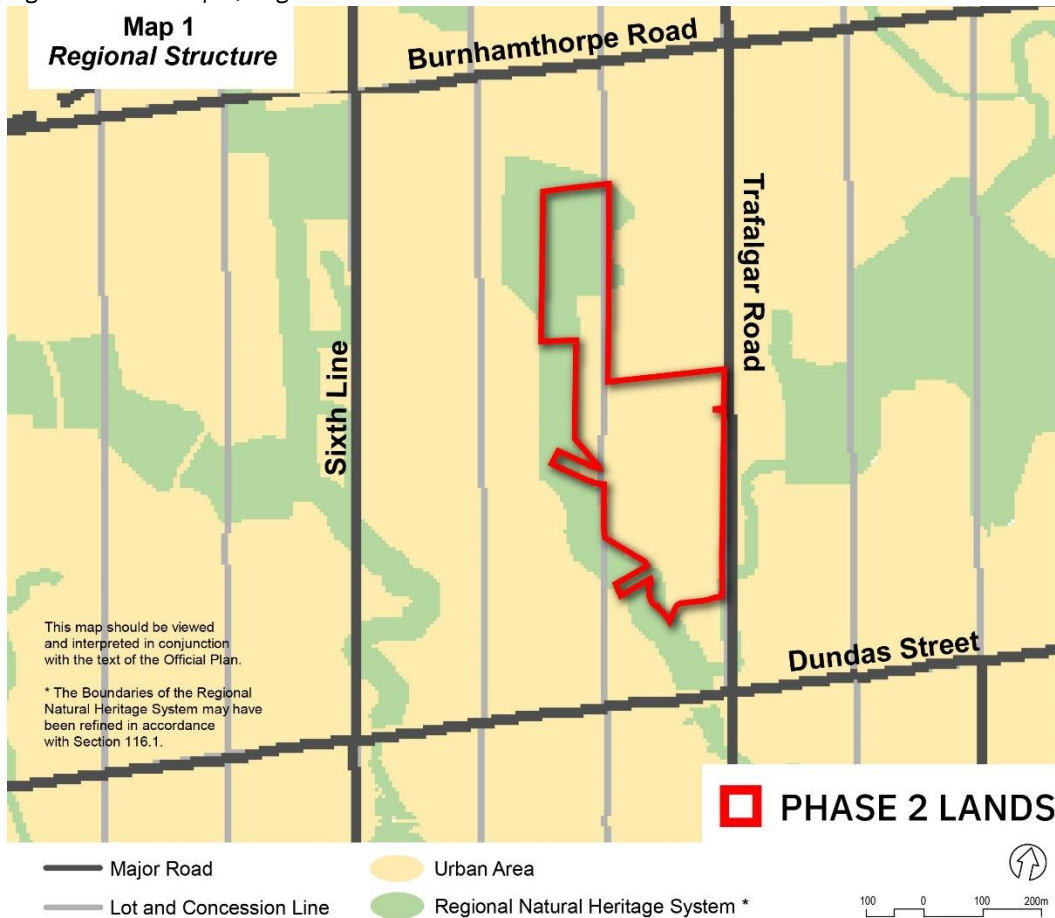 Map 1
Regional Structure
Burnhamthorpe Road
Trafalgar Road
Sixth Line
Dundas Street
This map should be viewed
and interpreted in conjunction
with the text of the Official Plan.
* The Boundaries of the Regional
Natural Heritage System may have
been refined in accordance
with Section 116.1.
PHASE 2 LANDS
Major Road
Urban Area
Lot and Concession Line
Regional Natural Heritage System *
100 0 100 200m